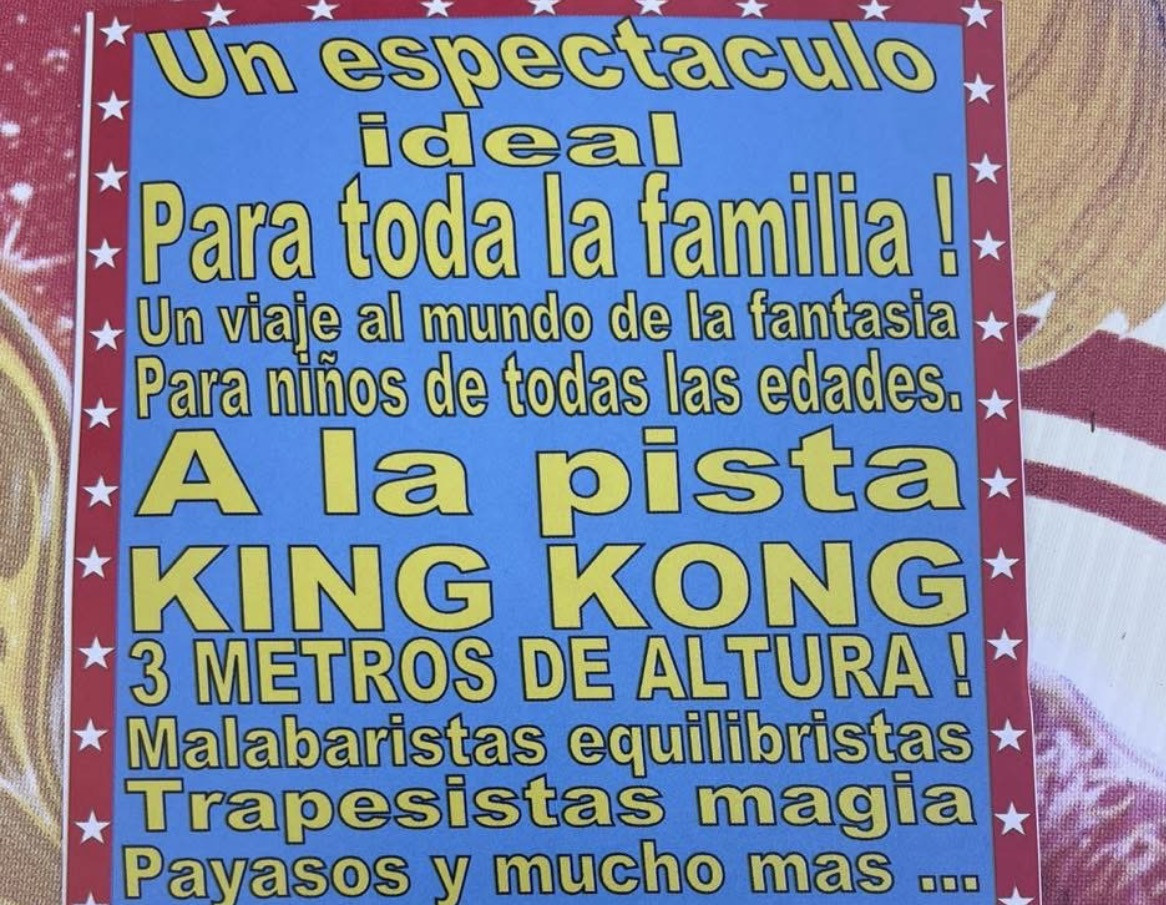 Un espectaculo
ideal
Para toda la familia !
Un viaje al mundo de la fantasia
Para niños de todas las edades.
A la pista
KING KONG
3 METROS DE ALTURA !
Malabaristas equilibristas
Trapesistas magia
Payasos y mucho mas ...